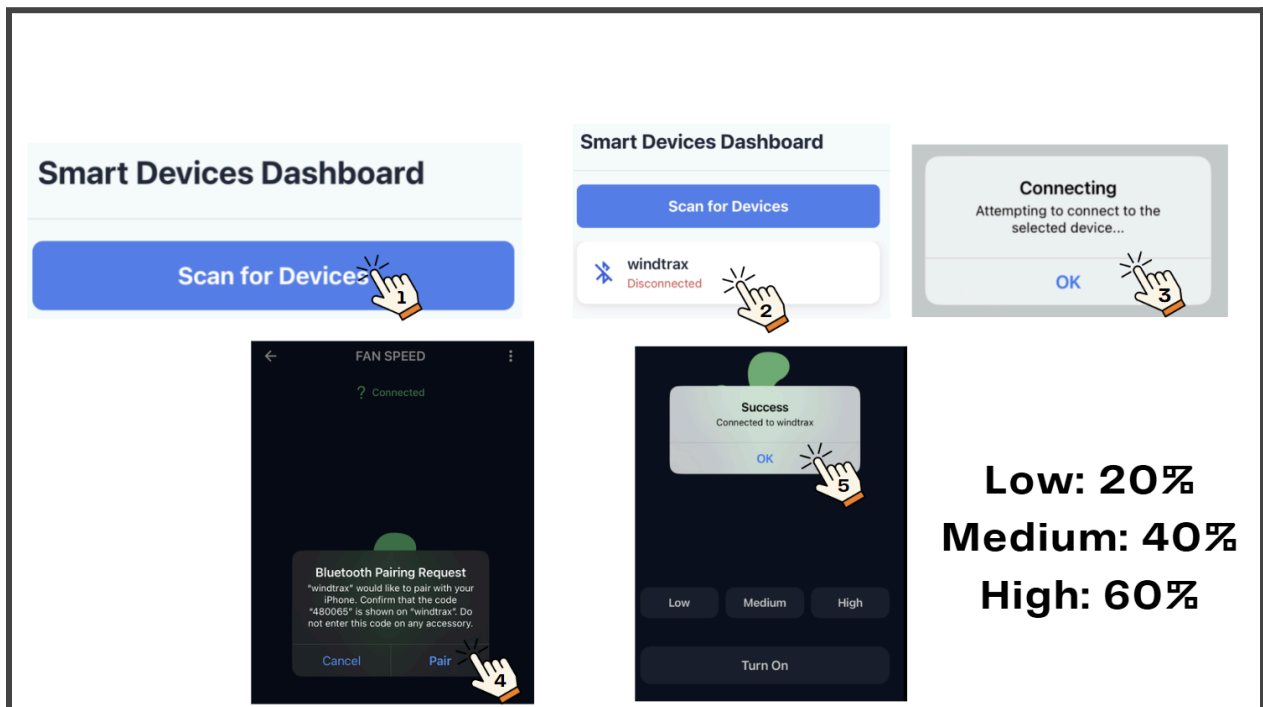 Smart Devices Dashboard
Scan for Devices
1
Smart Devices Dashboard
Scan for Devices
windtrax
Disconnected
2
Connecting
Attempting to connect to the
selected device...
OK
3
FAN SPEED
? Connected
Bluetooth Pairing Request
"windtrax" would like to pair with your
iPhone. Confirm that the code
"480065" is shown on "windtrax". Do
not enter this code on any accessory.
Cancel Pair
4
Success
Connected to windtrax
OK
5
Low Medium High
Turn On
Low: 20%
Medium: 40%
High: 60%